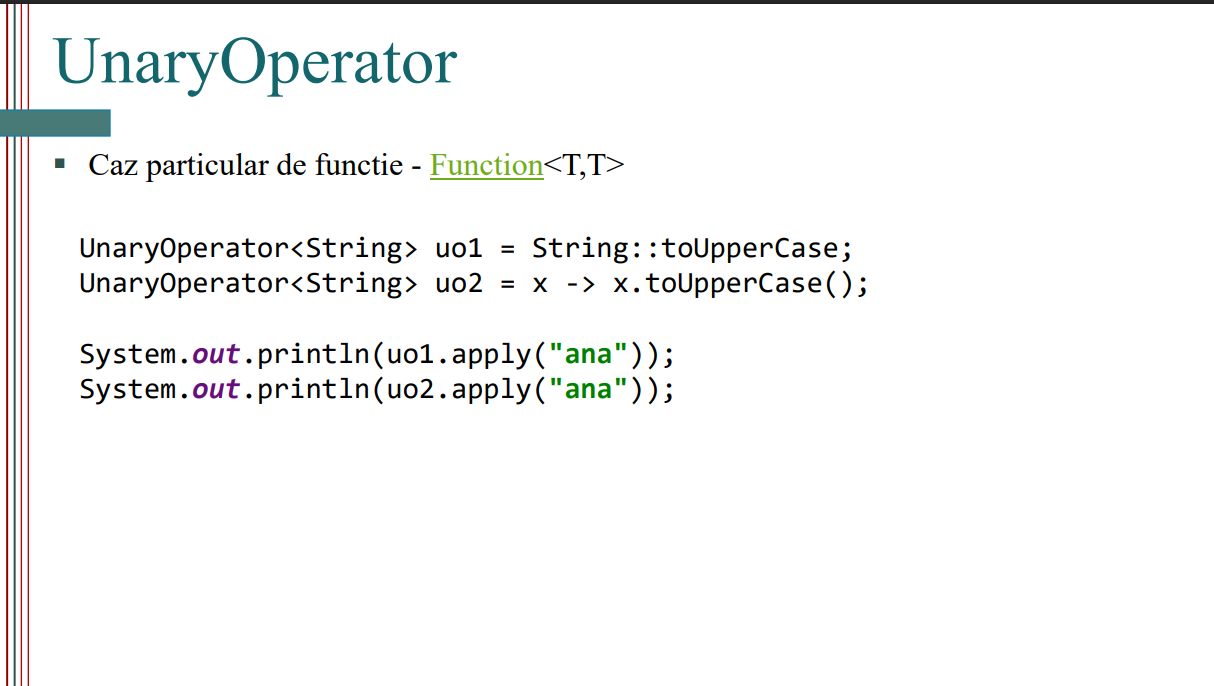 UnaryOperator
▪ Caz particular de functie - Function<T,T>
UnaryOperator<String> uo1 = String::toUpperCase;
UnaryOperator<String> uo2 = x -> x.toUpperCase();
System.out.println(uo1.apply("ana"));
System.out.println(uo2.apply("ana"));